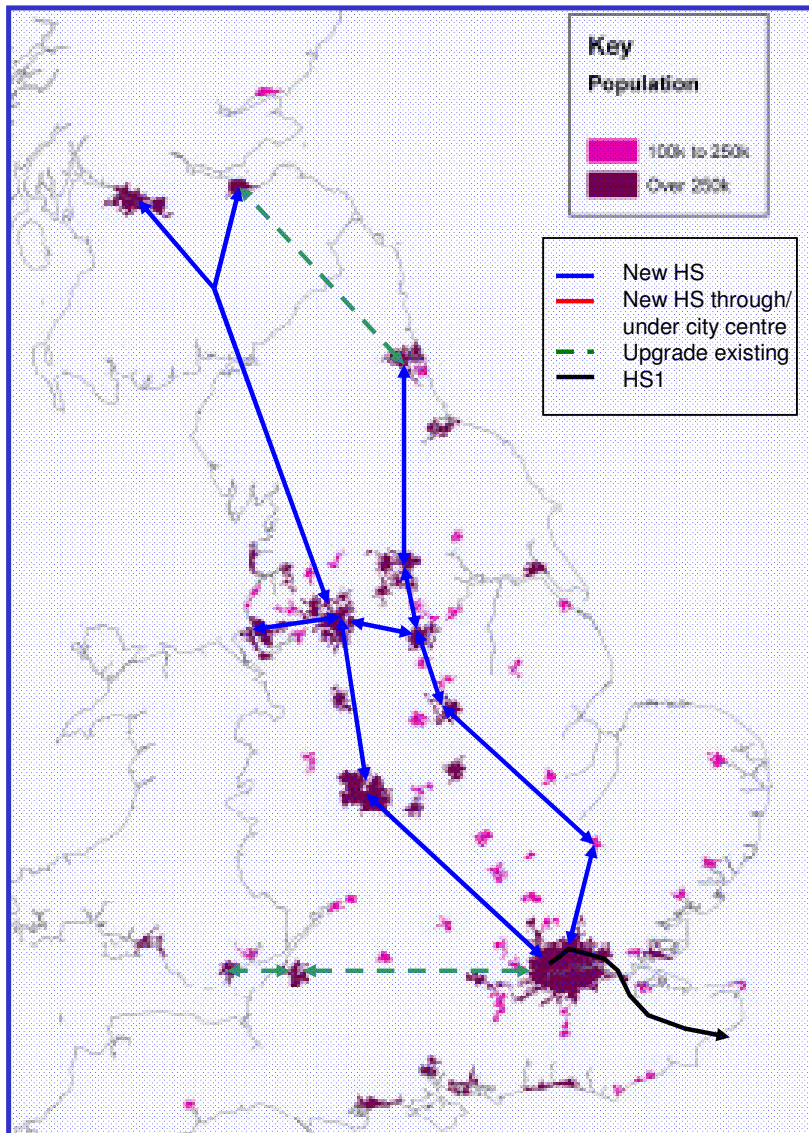 Key
Population
100k to 250k
Over 250k
New HS
New HS through/
under city centre
Upgrade existing
HS1